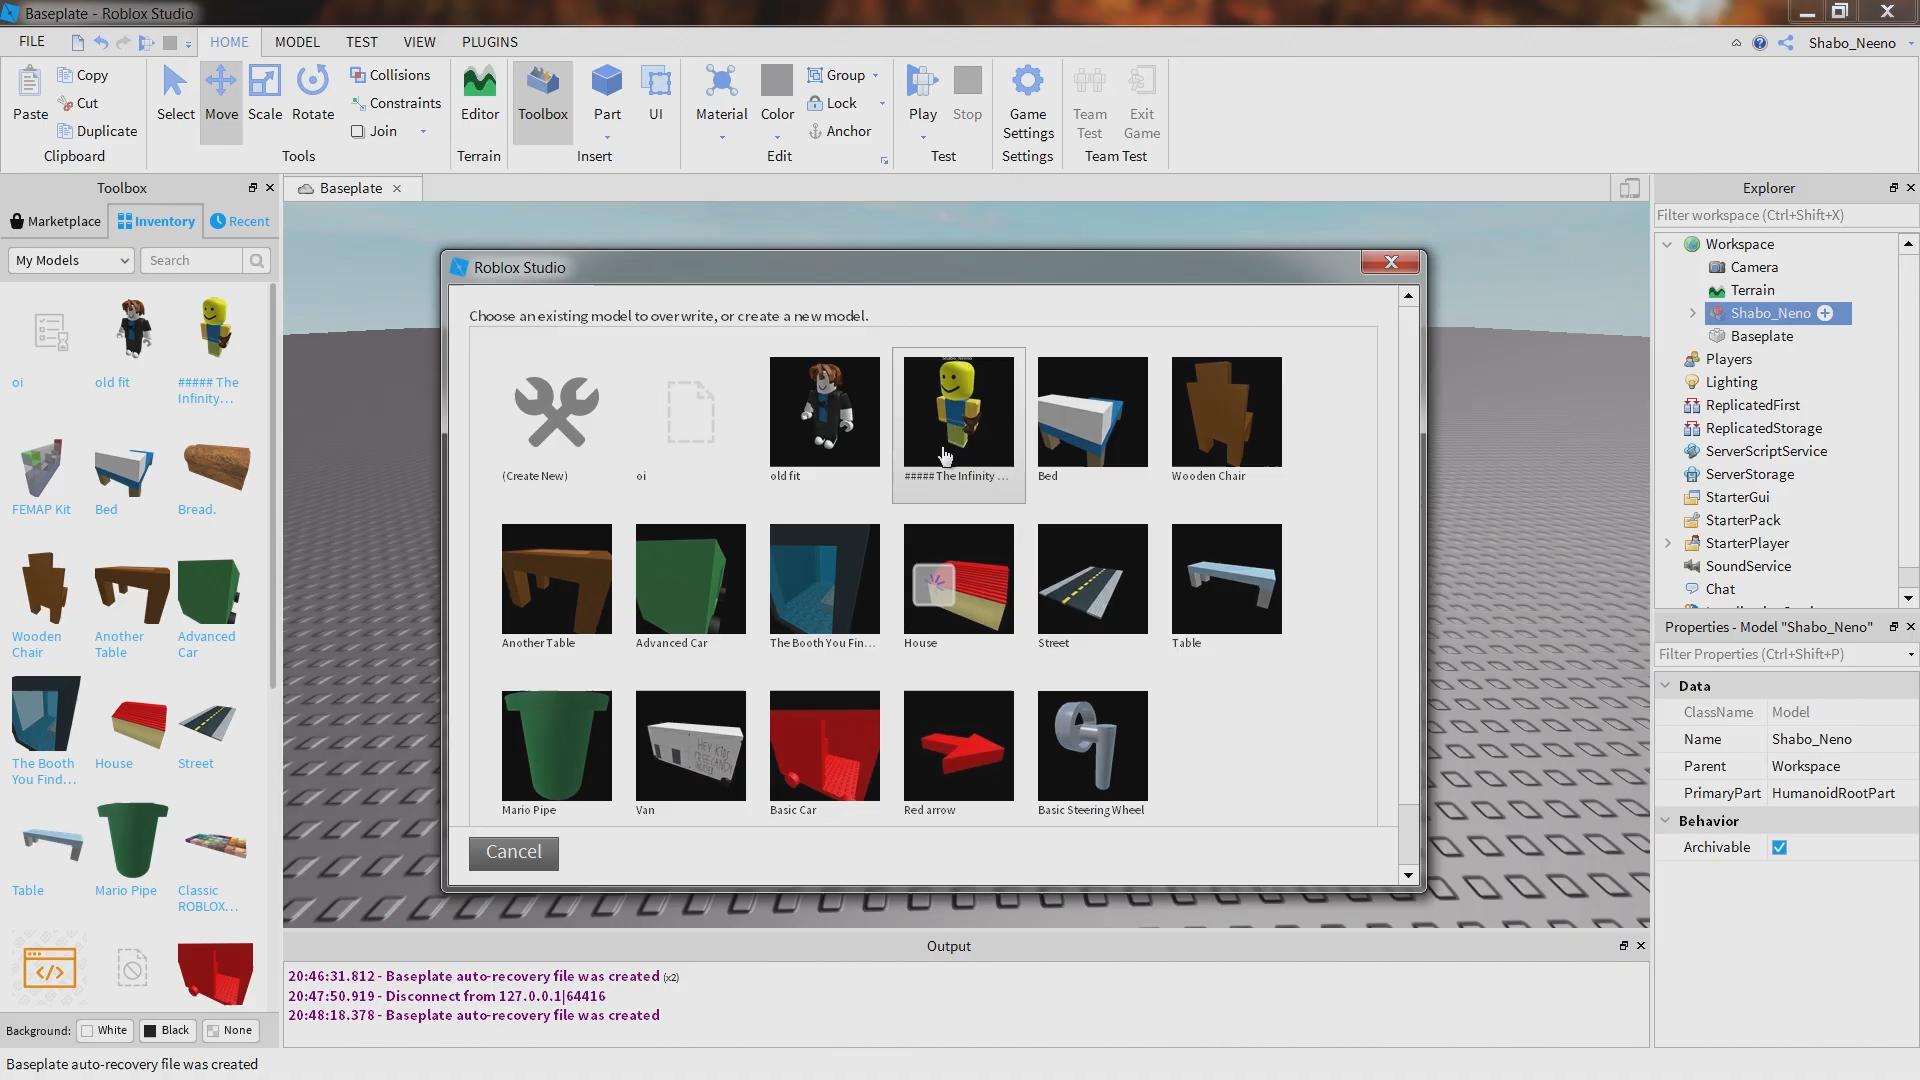 Baseplate - Roblox Studio
FILE HOME MODEL TEST VIEW PLUGINS Shabo_Neeno
Paste Copy Cut Duplicate Clipboard
Select Move Scale Rotate Collisions Constraints Join Tools
Editor Terrain
Toolbox Part UI Insert
Material Color Group Lock Anchor Edit
Play Stop Test
Game Settings Settings
Team Test Exit Game Team Test
Toolbox
Marketplace Inventory Recent
My Models Search
oi
old fit
##### The Infinity...
FEMAP Kit
Bed
Bread.
Wooden Chair
Another Table
Advanced Car
The Booth You Find...
House
Street
Table
Mario Pipe
Classic ROBLOX...
Background: White Black None
Baseplate auto-recovery file was created
Baseplate
Roblox Studio
Choose an existing model to overwrite, or create a new model.
(Create New)
oi
old fit
##### The Infinity ...
Bed
Wooden Chair
Another Table
Advanced Car
The Booth You Fin...
House
Street
Table
Mario Pipe
Van
HEY KIDS
Basic Car
Red arrow
Basic Steering Wheel
Cancel
Output
20:46:31.812 - Baseplate auto-recovery file was created (x2)
20:47:50.919 - Disconnect from 127.0.0.1|64416
20:48:18.378 - Baseplate auto-recovery file was created
Explorer
Filter workspace (Ctrl+Shift+X)
Workspace
Camera
Terrain
Shabo_Neno
Baseplate
Players
Lighting
ReplicatedFirst
ReplicatedStorage
ServerScriptService
ServerStorage
StarterGui
StarterPack
StarterPlayer
SoundService
Chat
Properties - Model "Shabo_Neno"
Filter Properties (Ctrl+Shift+P)
Data
ClassName Model
Name Shabo_Neno
Parent Workspace
PrimaryPart HumanoidRootPart
Behavior
Archivable